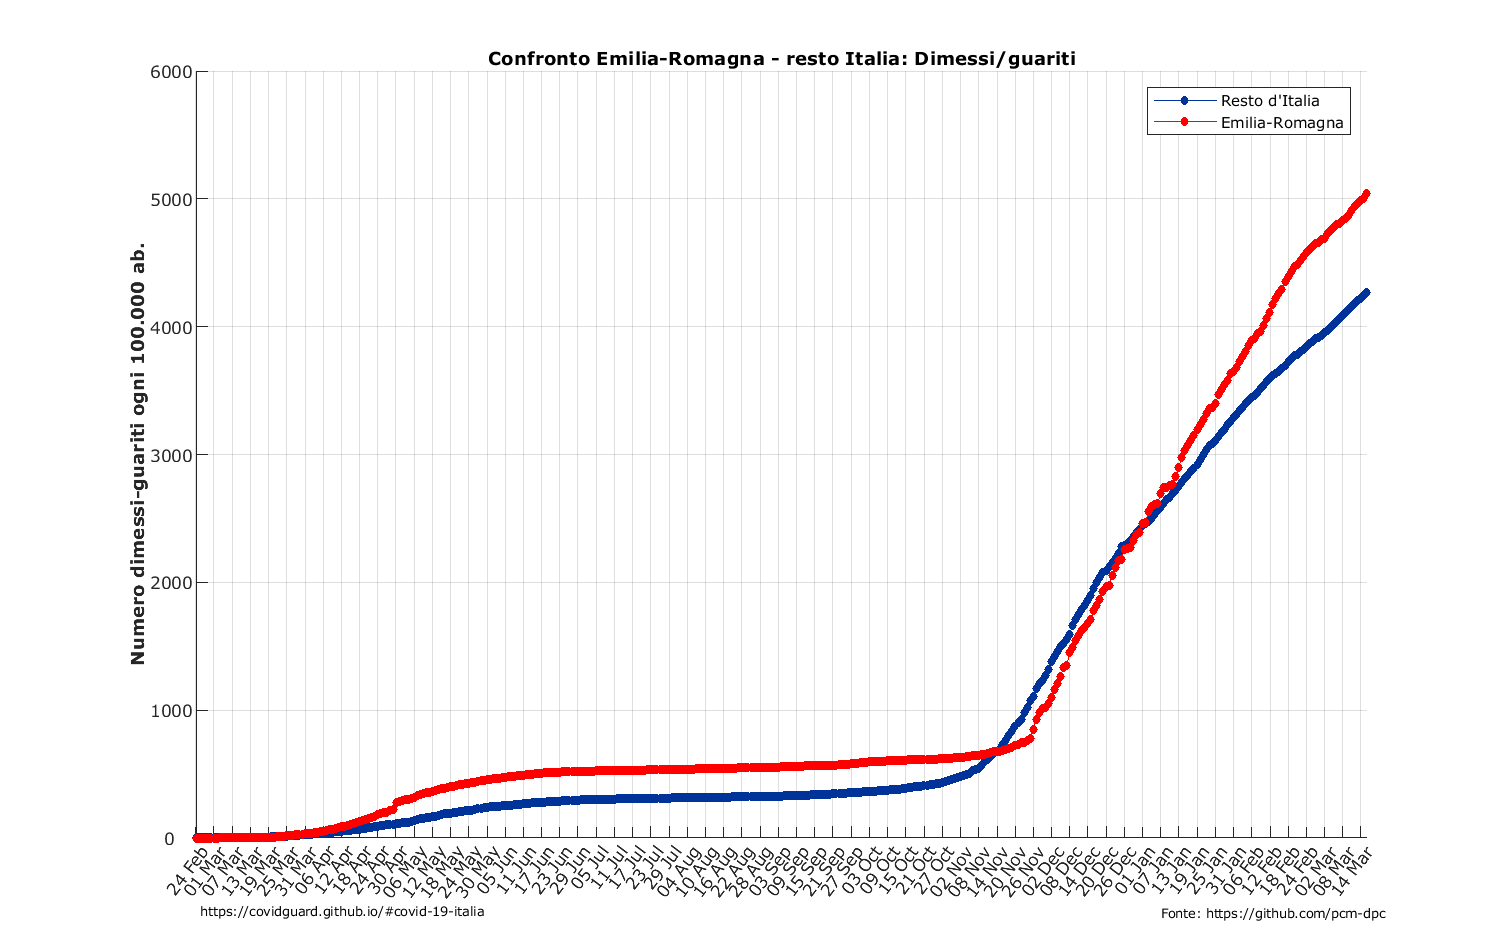 Confronto Emilia-Romagna - resto Italia: Dimessi/guariti
Resto d'Italia
Emilia-Romagna
Numero dimessi-guariti ogni 100.000 ab.
6000
5000
4000
3000
2000
1000
0
24 Feb
01 Mar
07 Mar
13 Mar
19 Mar
25 Mar
31 Mar
06 Apr
12 Apr
18 Apr
24 Apr
30 Apr
06 May
12 May
18 May
24 May
30 May
05 Jun
11 Jun
17 Jun
23 Jun
29 Jun
05 Jul
11 Jul
17 Jul
23 Jul
29 Jul
04 Aug
10 Aug
16 Aug
22 Aug
28 Aug
03 Sep
09 Sep
15 Sep
21 Sep
27 Sep
03 Oct
09 Oct
15 Oct
21 Oct
27 Oct
02 Nov
08 Nov
14 Nov
20 Nov
26 Nov
02 Dec
08 Dec
14 Dec
20 Dec
26 Dec
01 Jan
07 Jan
13 Jan
19 Jan
25 Jan
31 Jan
06 Feb
12 Feb
18 Feb
24 Feb
02 Mar
08 Mar
14 Mar
https://covidguard.github.io/#covid-19-italia
Fonte: https://github.com/pcm-dpc